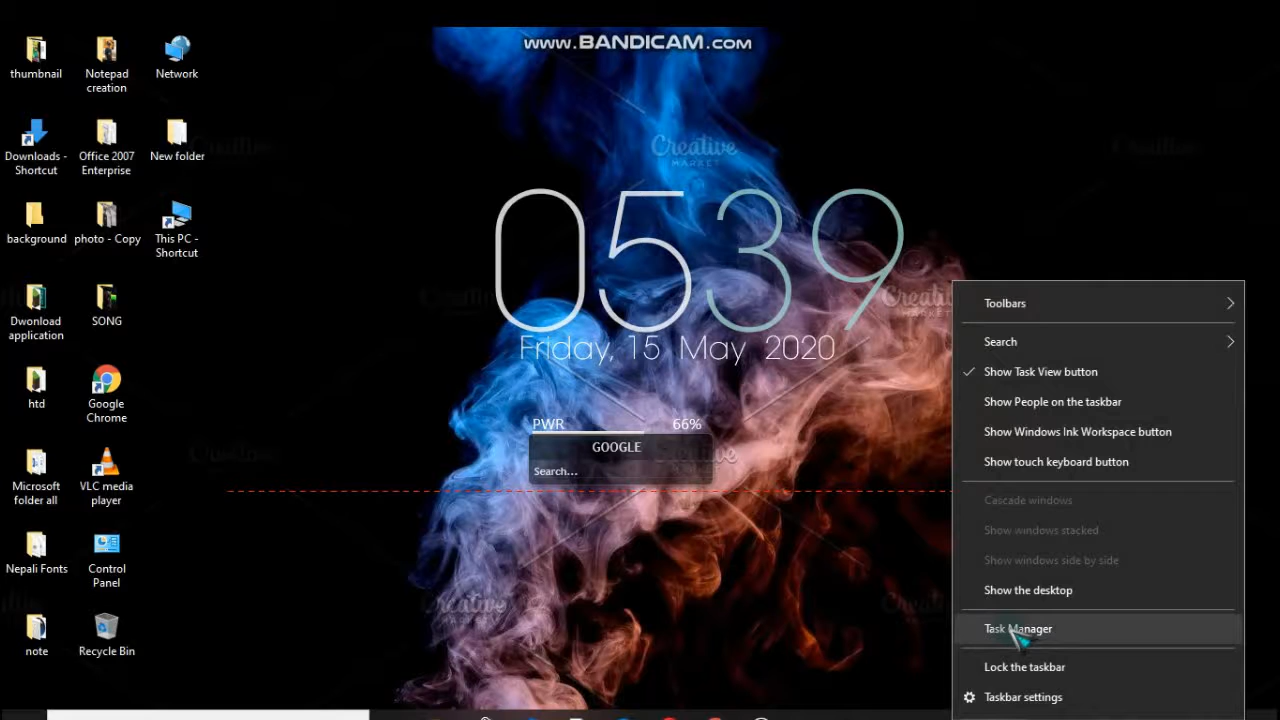 www.BANDICAM.com
thumbnail
Notepad
creation
Network
Downloads -
Shortcut
Office 2007
Enterprise
New folder
background
photo - Copy
This PC -
Shortcut
Dwonload
application
SONG
htd
Google
Chrome
Microsoft
folder all
VLC media
player
Nepali Fonts
Control
Panel
note
Recycle Bin
Creative
MARKET
0539
Friday, 15 May 2020
PWR 66%
GOOGLE
Search...
Toolbars
Search
Show Task View button
Show People on the taskbar
Show Windows Ink Workspace button
Show touch keyboard button
Cascade windows
Show windows stacked
Show windows side by side
Show the desktop
Task Manager
Lock the taskbar
Taskbar settings